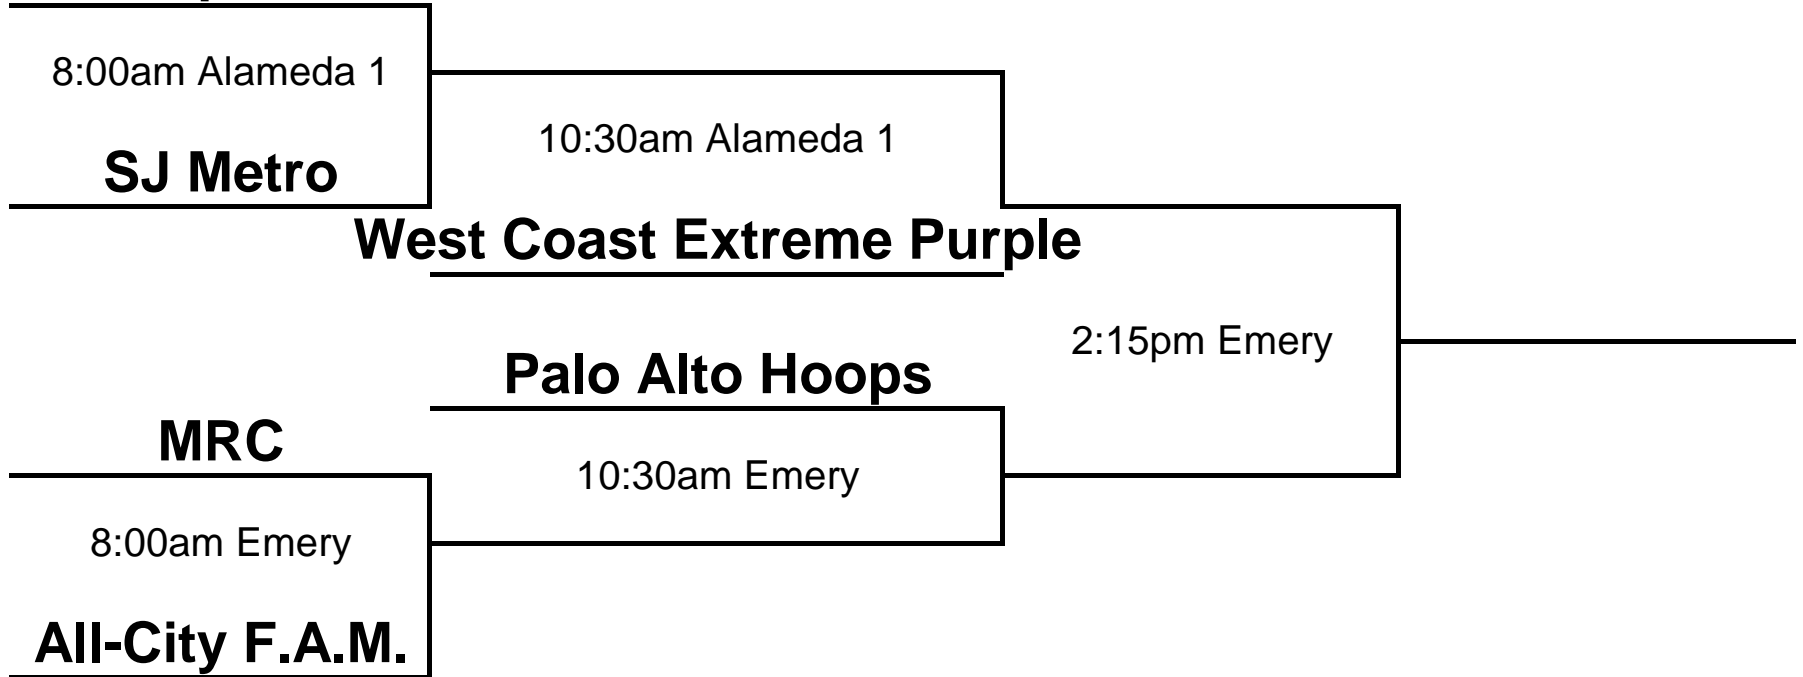 8:00am Alameda 1
SJ Metro
10:30am Alameda 1
West Coast Extreme Purple
2:15pm Emery
Palo Alto Hoops
MRC
10:30am Emery
8:00am Emery
All-City F.A.M.